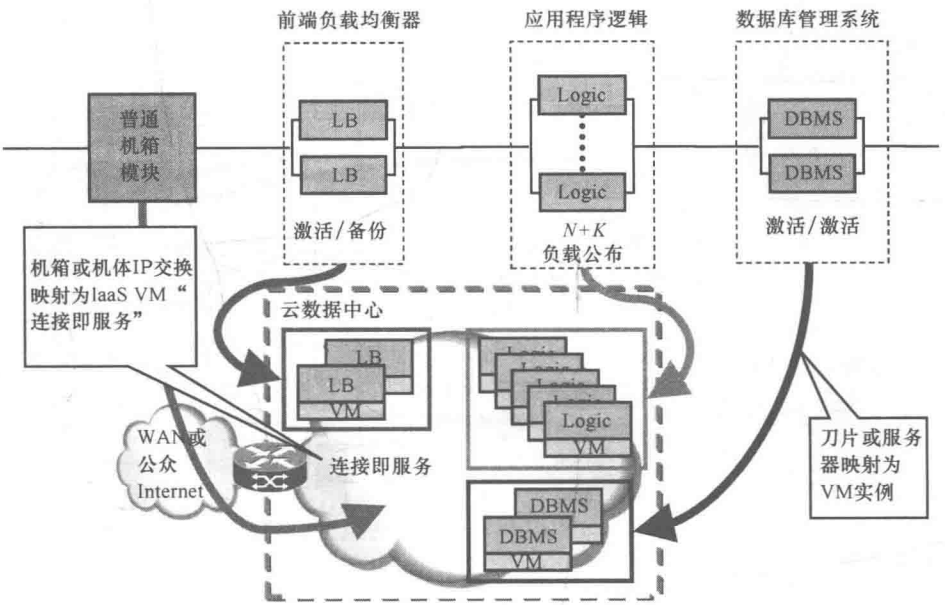 前端负载均衡器
应用程序逻辑
数据库管理系统
普通
机箱
模块
LB
LB
激活/备份
Logic
Logic
N+K
负载公布
DBMS
DBMS
激活/激活
机箱或机体IP交换
映射为IaaS VM“
连接即服务”
云数据中心
LB
LB
VM
Logic
Logic
Logic
Logic
Logic
VM
WAN或
公众
Internet
连接即服务
DBMS
DBMS
VM
刀片或服务
器映射为
VM实例